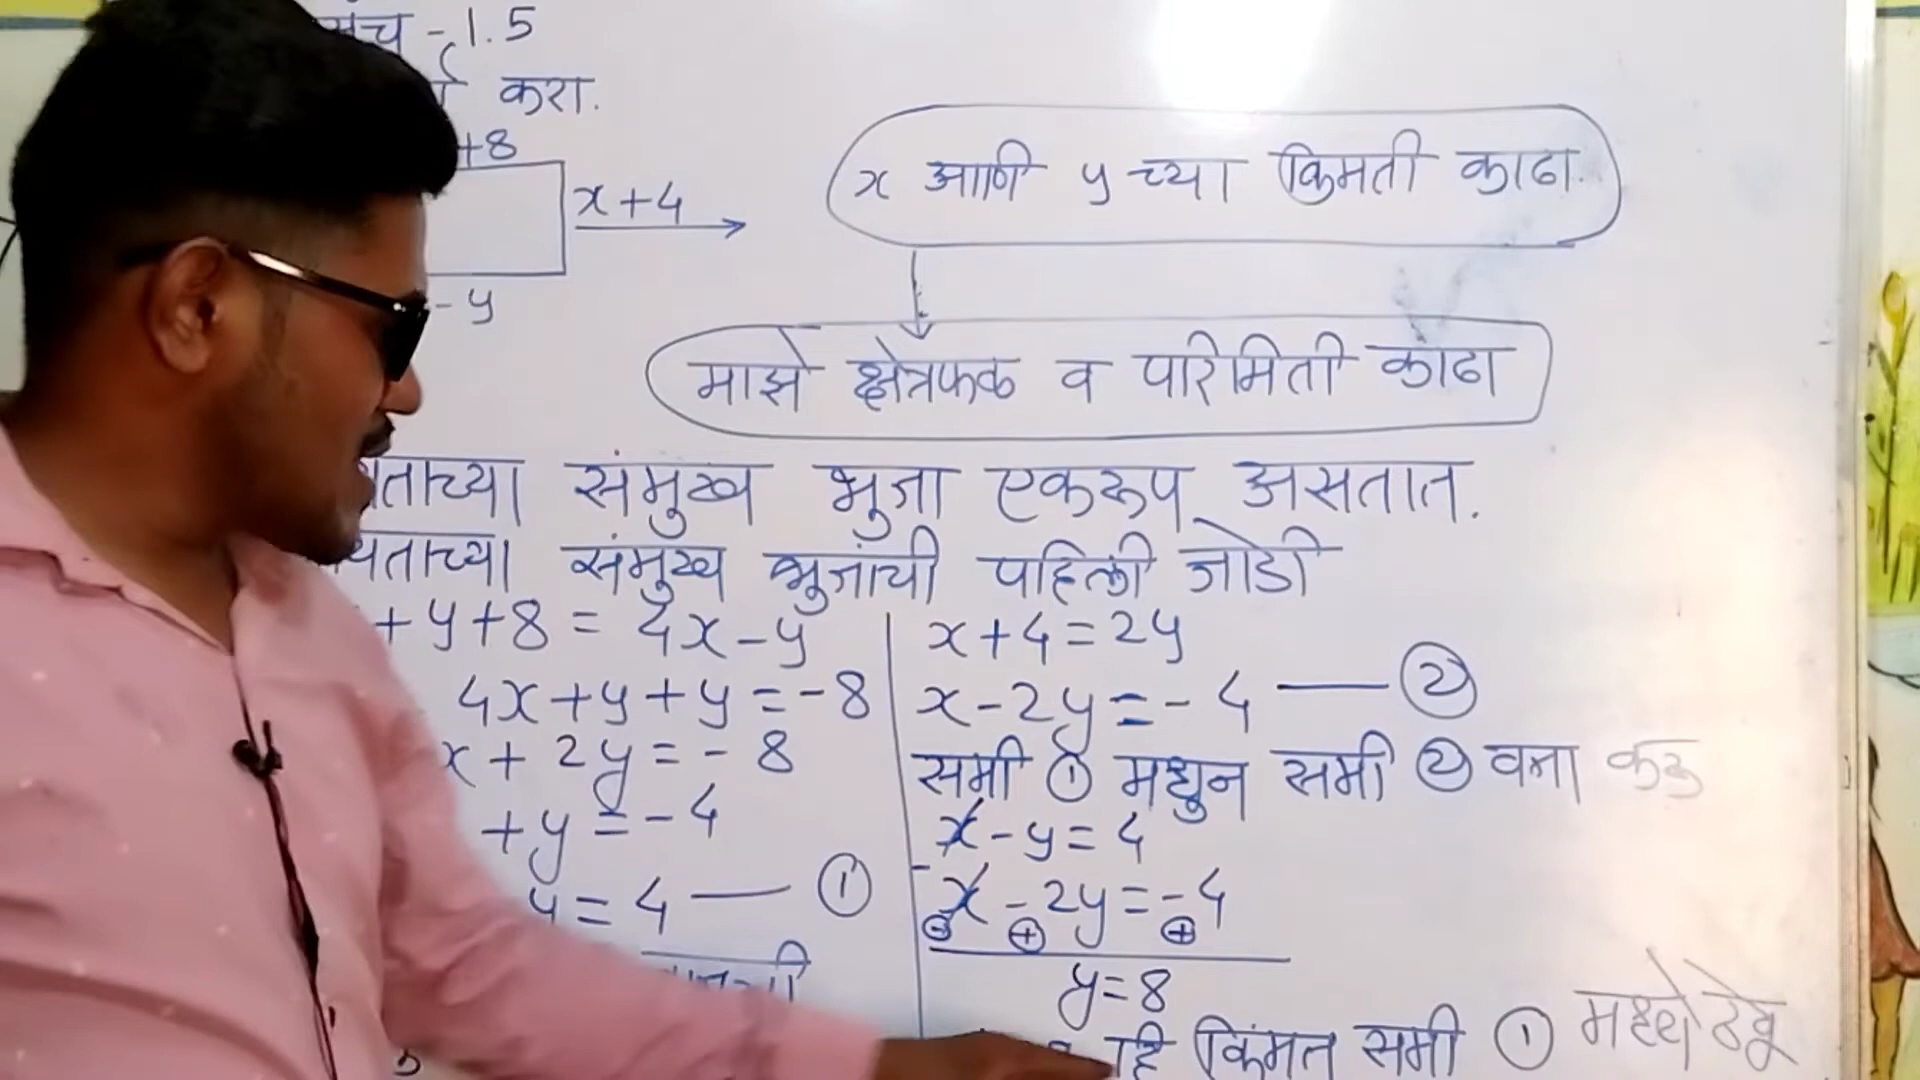 - 1.5
करा.
+8
x+4
- y
x आणि y च्या किमती काढा.
माझे क्षेत्रफळ व परिमिती काढा
ताच्या संमुख भुजा एकरूप असतात.
यताच्या संमुख भुजांची पहिली जोडी
+y+8 = 4x-y
4x+y+y=-8
x+ 2y= - 8
+y = -4
y = 4 — ①
x+4=2y
x-2y=- 4 — ②
समी ① मधुन समी ② वजा करू
x - y = 4
- x - 2y = -4
⊖ ⊕ ⊕
y=8
हि किंमत समी ① मध्ये ठेवू